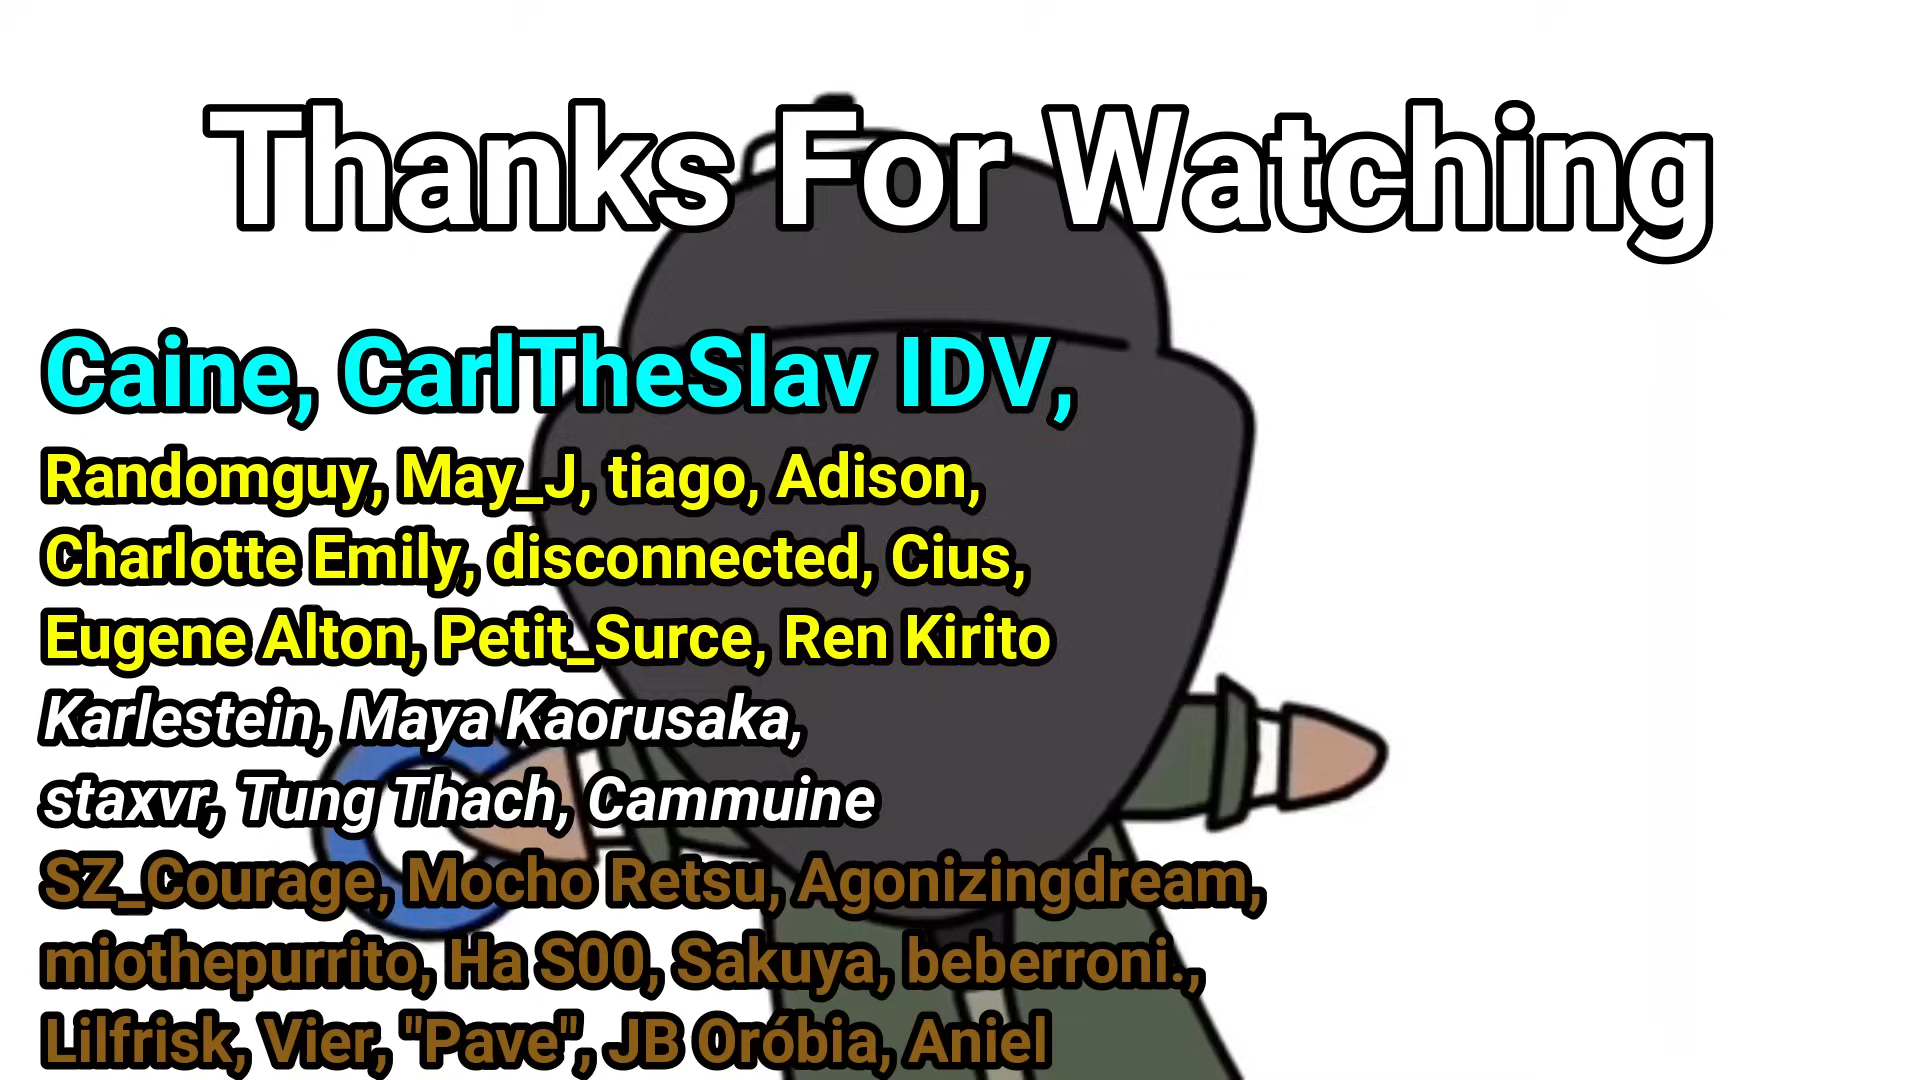 Thanks For Watching
Caine, CarlTheSlav IDV,
Randomguy, May_J, tiago, Adison,
Charlotte Emily, disconnected, Cius,
Eugene Alton, Petit_Surce, Ren Kirito
Karlestein, Maya Kaorusaka,
staxvr, Tung Thach, Cammuine
SZ_Courage, Mocho Retsu, Agonizingdream,
miothepurrito, Ha S00, Sakuya, beberroni.,
Lilfrisk, Vier, "Pave", JB Oróbia, Aniel